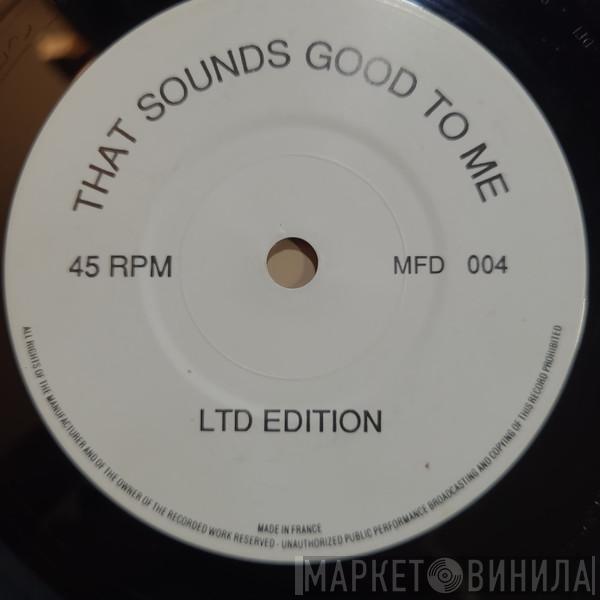 THAT SOUNDS GOOD TO ME
45 RPM
MFD 004
LTD EDITION
ALL RIGHTS OF THE MANUFACTURER AND OF THE OWNER OF THE RECORDED WORK RESERVED - UNAUTHORIZED PUBLIC PERFORMANCE BROADCASTING AND COPYING OF THIS RECORD PROHIBITED
MADE IN FRANCE
МАРКЕТ ВИНИЛА